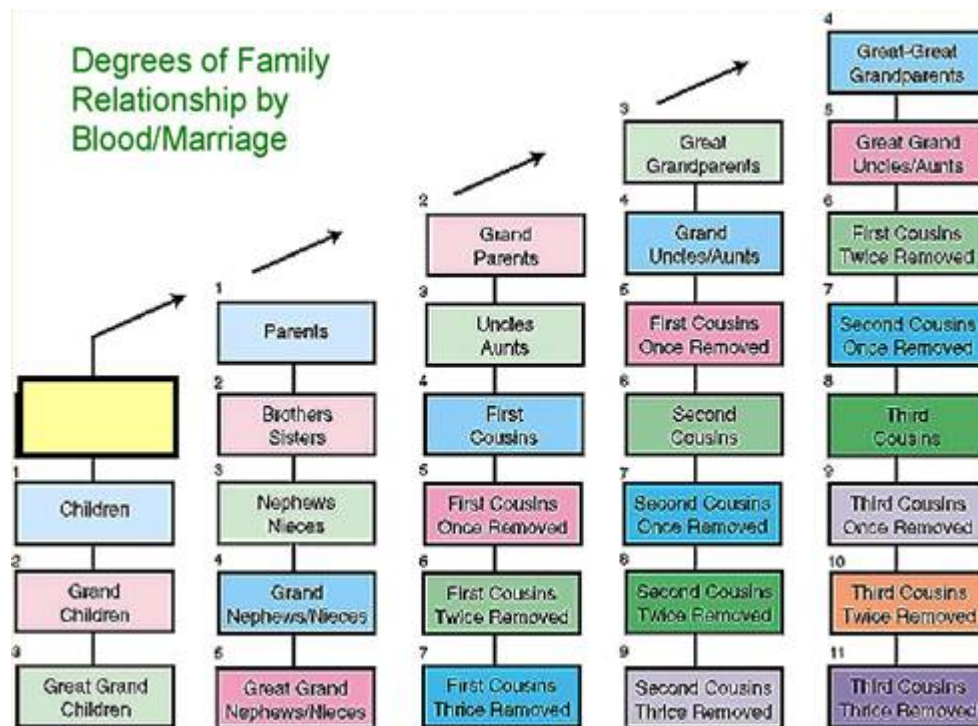 Degrees of Family
Relationship by
Blood/Marriage
1
Children
2
Grand
Children
3
Great Grand
Children
1
Parents
2
Brothers
Sisters
3
Nephews
Nieces
4
Grand
Nephews/Nieces
5
Great Grand
Nephews/Nieces
2
Grand
Parents
3
Uncles
Aunts
4
First
Cousins
5
First Cousins
Once Removed
6
First Cousins
Twice Removed
7
First Cousins
Thrice Removed
3
Great
Grandparents
4
Grand
Uncles/Aunts
5
First Cousins
Once Removed
6
Second
Cousins
7
Second Cousins
Once Removed
8
Second Cousins
Twice Removed
9
Second Cousins
Thrice Removed
4
Great-Great
Grandparents
5
Great Grand
Uncles/Aunts
6
First Cousins
Twice Removed
7
Second Cousins
Once Removed
8
Third
Cousins
9
Third Cousins
Once Removed
10
Third Cousins
Twice Removed
11
Third Cousins
Thrice Removed